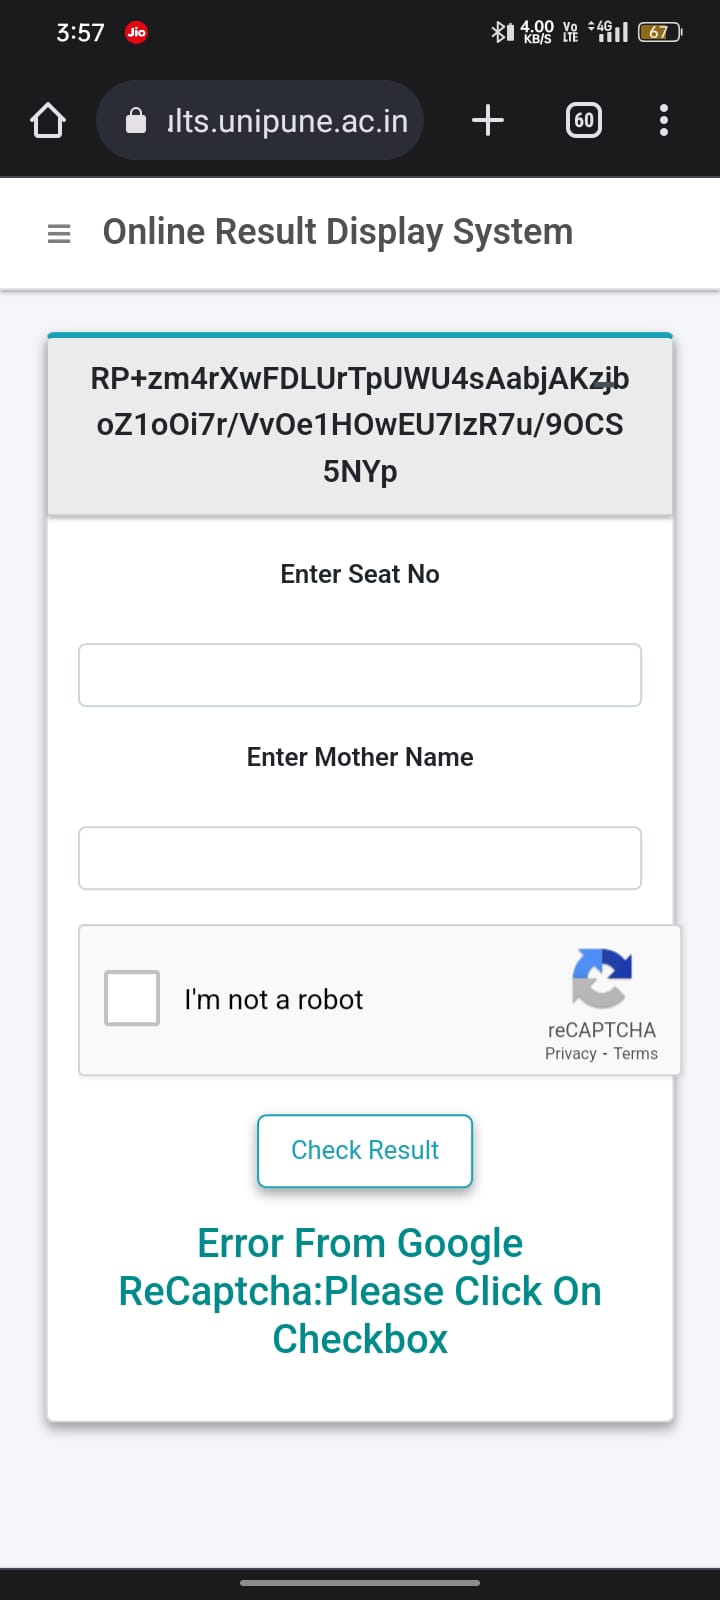 3:57 Jio 4.00 KB/S Vo LTE 4G 67
ults.unipune.ac.in 60
Online Result Display System
RP+zm4rXwFDLUrTpUWU4sAabjAKzjb
oZ1oOi7r/VvOe1HOwEU7IzR7u/9OCS
5NYp
Enter Seat No
Enter Mother Name
I'm not a robot
reCAPTCHA
Privacy - Terms
Check Result
Error From Google
ReCaptcha:Please Click On
Checkbox